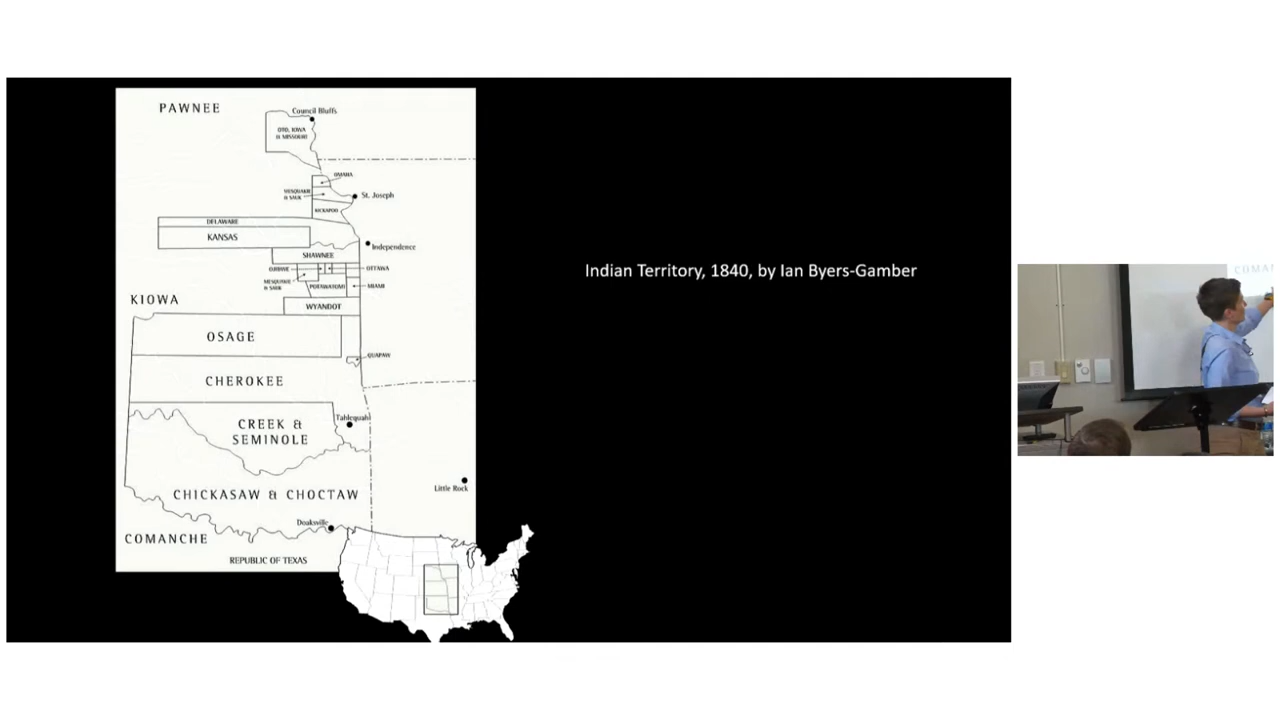 PAWNEE
Council Bluffs
OTO, IOWA
& MISSOURI
OMAHA
MESQUAKIE
& SAUK
St. Joseph
KICKAPOO
DELAWARE
KANSAS
Independence
SHAWNEE
OJIBWE
OTTAWA
MESQUAKIE
& SAUK
POTAWATOMI
MIAMI
KIOWA
WYANDOT
OSAGE
QUAPAW
CHEROKEE
Tahlequah
CREEK &
SEMINOLE
Little Rock
CHICKASAW & CHOCTAW
Doaksville
COMANCHE
REPUBLIC OF TEXAS
Indian Territory, 1840, by Ian Byers-Gamber
COMA